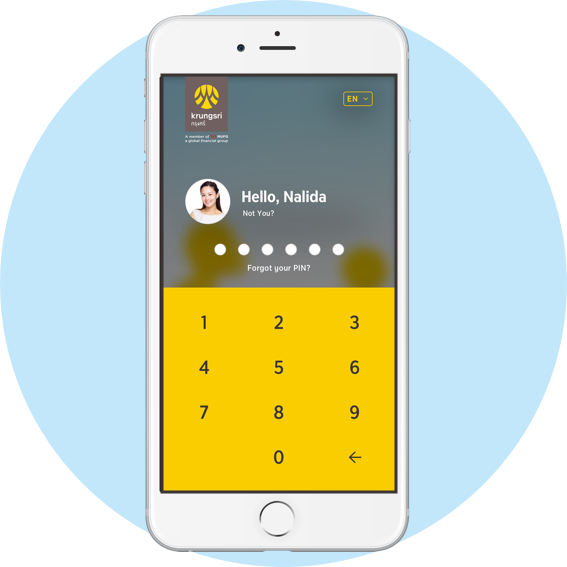 krungsri
กรุงศรี
A member of MUFG
a global financial group
EN
Hello, Nalida
Not You?
Forgot your PIN?
1 2 3
4 5 6
7 8 9
0